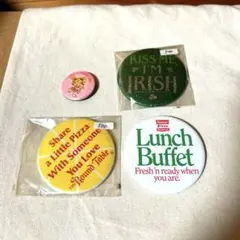 KISS ME
I'M
IRISH
Share
a Little Pizza
With Someone
You Love
Round Table
Lunch
Buffet
Fresh'n ready when
you are.